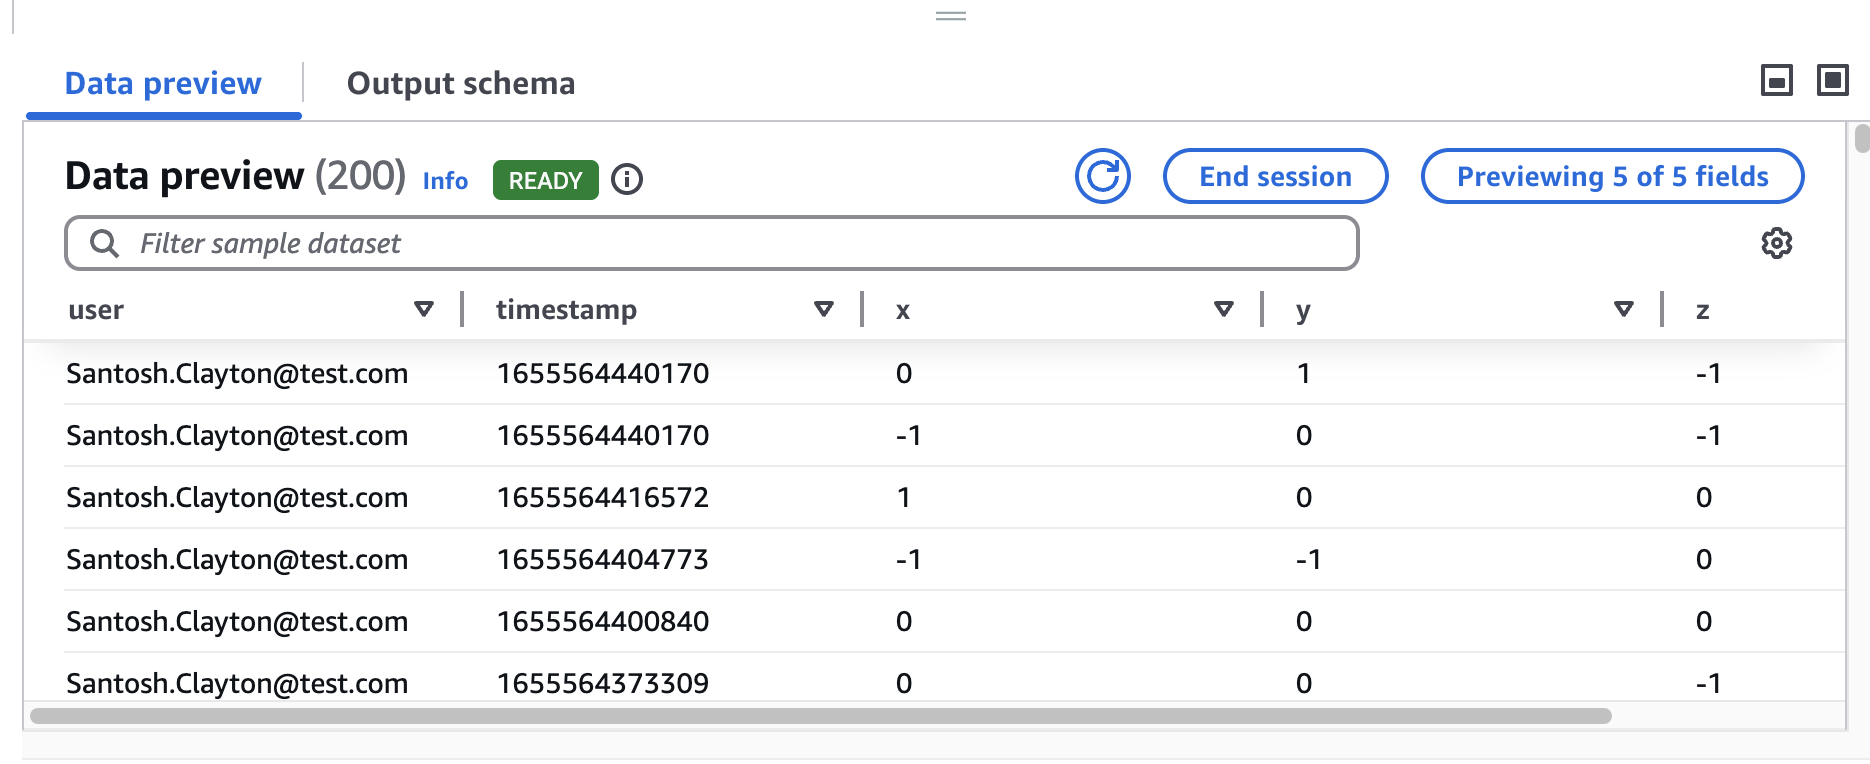 Data preview Output schema
Data preview (200) Info READY End session Previewing 5 of 5 fields
Filter sample dataset
user timestamp x y z
Santosh.Clayton@test.com 1655564440170 0 1 -1
Santosh.Clayton@test.com 1655564440170 -1 0 -1
Santosh.Clayton@test.com 1655564416572 1 0 0
Santosh.Clayton@test.com 1655564404773 -1 -1 0
Santosh.Clayton@test.com 1655564400840 0 0 0
Santosh.Clayton@test.com 1655564373309 0 0 -1